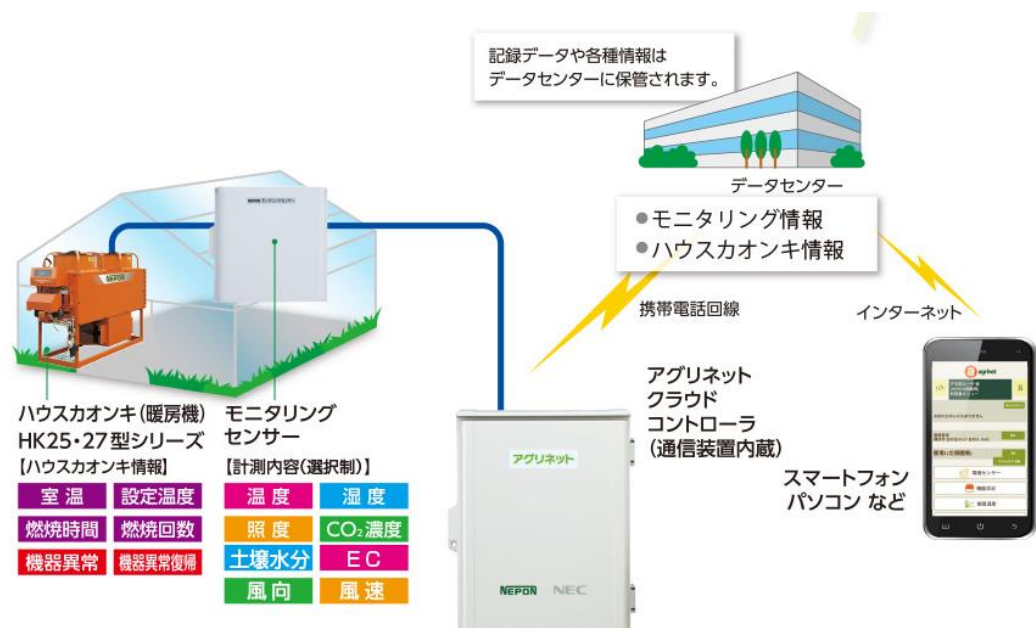 記録データや各種情報は
データセンターに保管されます。
データセンター
●モニタリング情報
●ハウスカオンキ情報
携帯電話回線
インターネット
NEPON
ハウスカオンキ(暖房機)
HK25・27型シリーズ
【ハウスカオンキ情報】
室温 設定温度
燃焼時間 燃焼回数
機器異常 機器異常復帰
モニタリング
センサー
【計測内容(選択制)】
温度 湿度
照度 CO₂濃度
土壌水分 EC
風向 風速
アグリネット
クラウド
コントローラ
(通信装置内蔵)
アグリネット
NEPON NEC
スマートフォン
パソコン など
agrinet